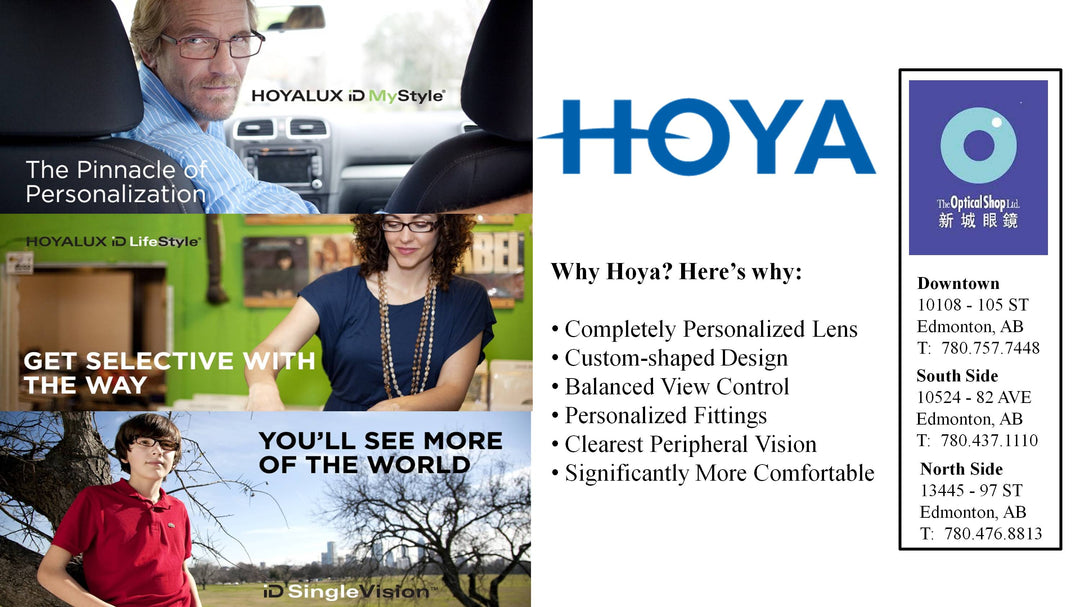 HOYALUX iD MyStyle®
The Pinnacle of
Personalization
HOYALUX iD LifeStyle®
GET SELECTIVE WITH
THE WAY
YOU'LL SEE MORE
OF THE WORLD
iD SingleVision™
HOYA
Why Hoya? Here's why:
• Completely Personalized Lens
• Custom-shaped Design
• Balanced View Control
• Personalized Fittings
• Clearest Peripheral Vision
• Significantly More Comfortable
The Optical Shop Ltd.
新城眼鏡
Downtown
10108 - 105 ST
Edmonton, AB
T: 780.757.7448
South Side
10524 - 82 AVE
Edmonton, AB
T: 780.437.1110
North Side
13445 - 97 ST
Edmonton, AB
T: 780.476.8813